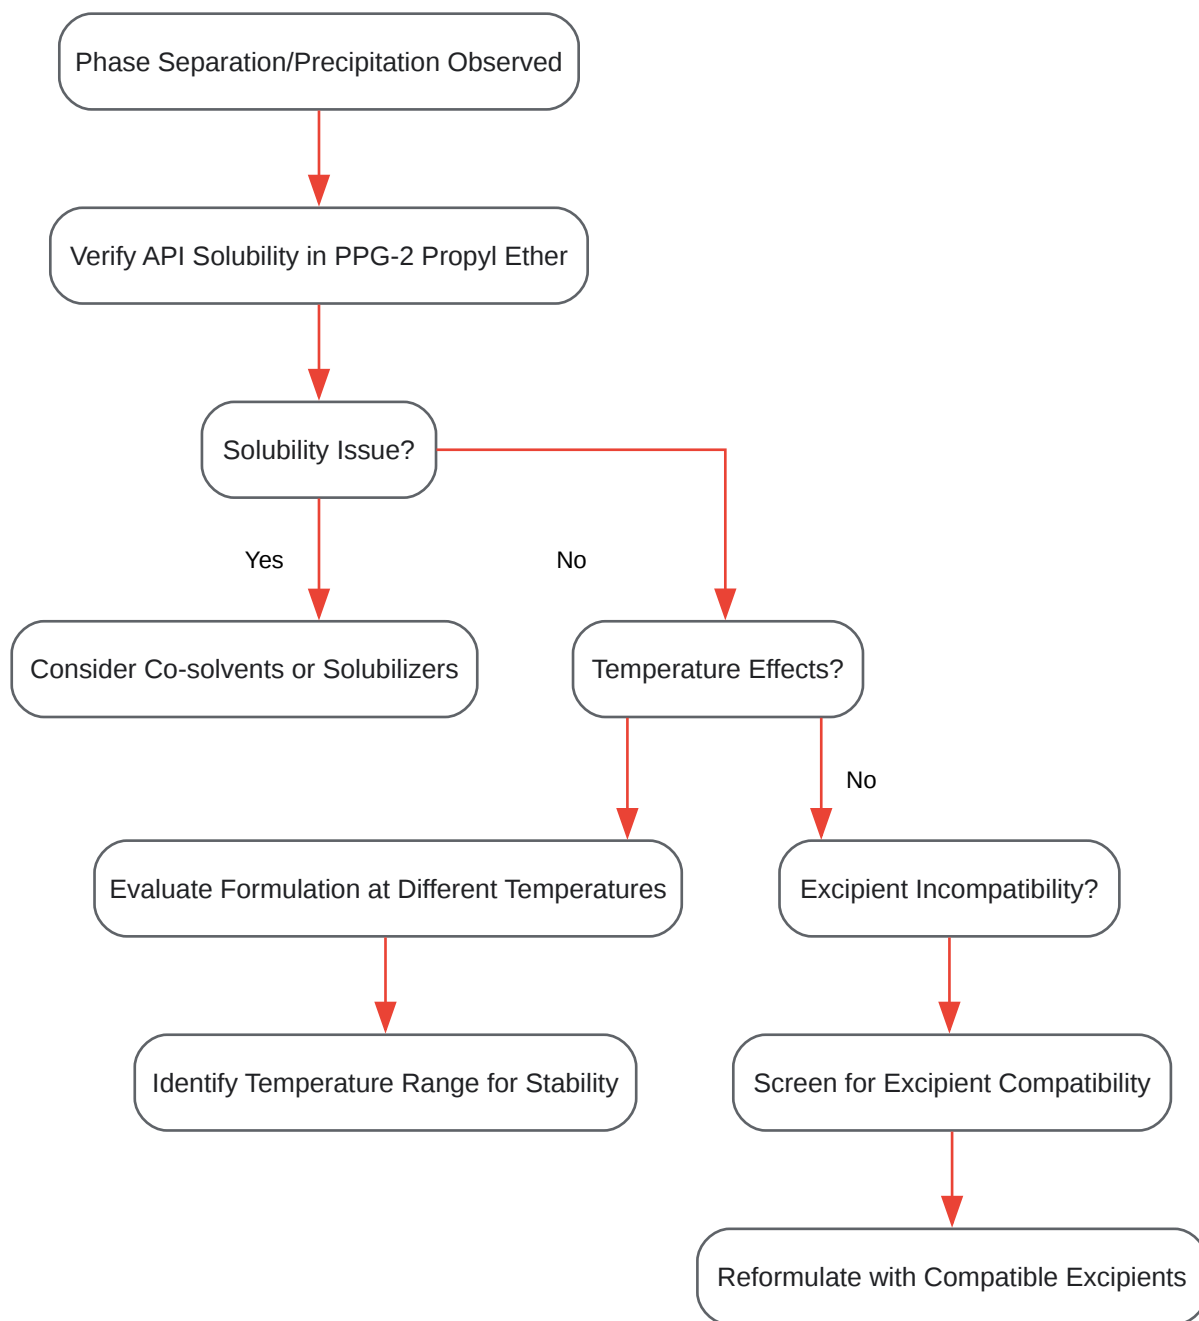 Phase Separation/Precipitation Observed
Verify API Solubility in PPG-2 Propyl Ether
Solubility Issue?
Yes
No
Consider Co-solvents or Solubilizers
Temperature Effects?
No
Evaluate Formulation at Different Temperatures
Excipient Incompatibility?
Identify Temperature Range for Stability
Screen for Excipient Compatibility
Reformulate with Compatible Excipients